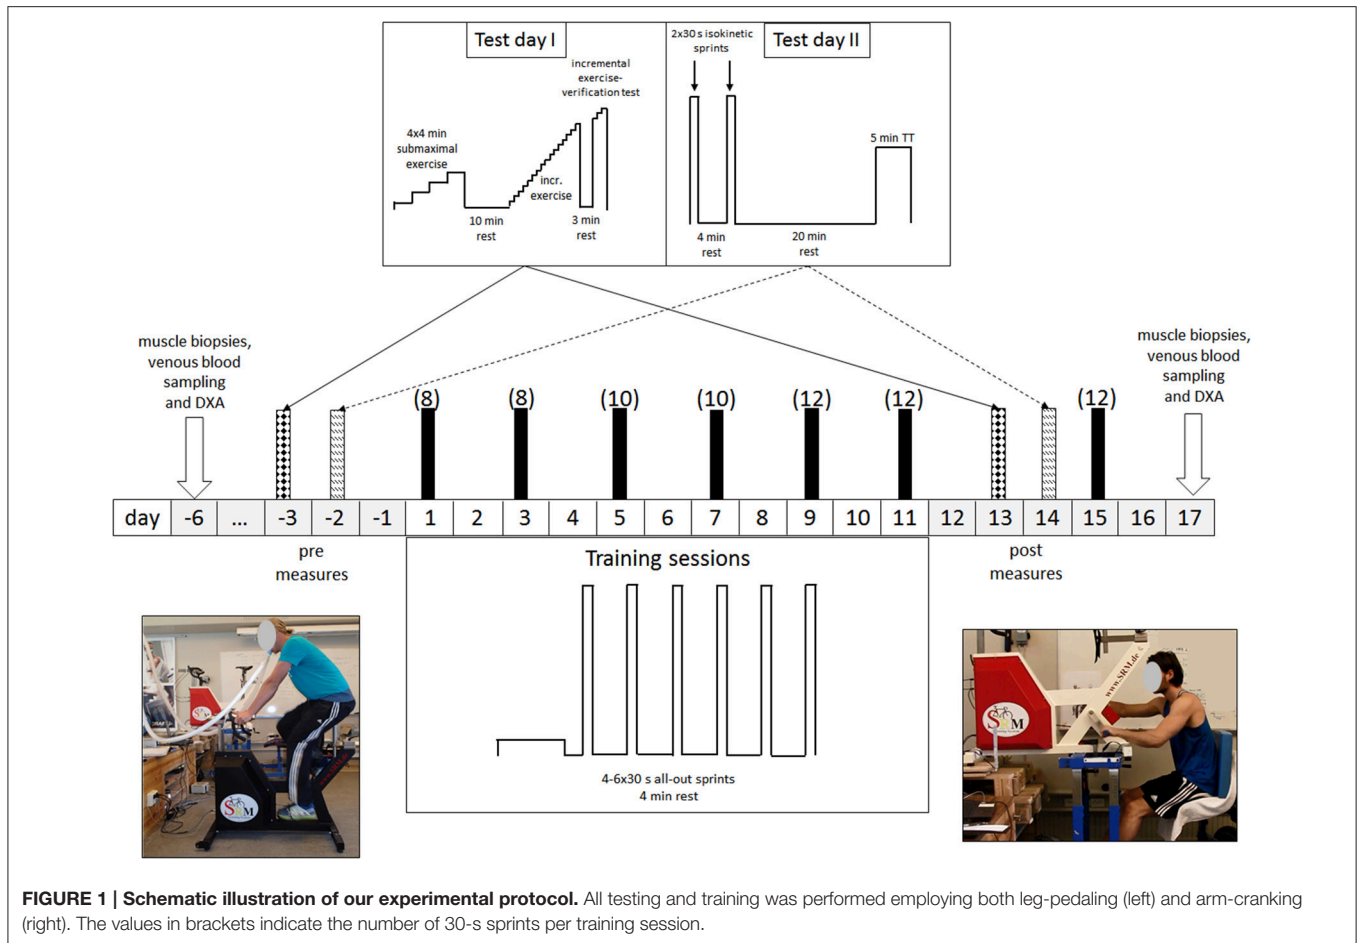 Test day I
incremental
exercise-
verification test
4x4 min
submaximal
exercise
incr.
exercise
10 min
rest
3 min
rest
2x30 s isokinetic
sprints
Test day II
5 min TT
4 min
rest
20 min
rest
muscle biopsies,
venous blood
sampling
and DXA
muscle biopsies,
venous blood
sampling
and DXA
(8) (8) (10) (10) (12) (12) (12)
day -6 ... -3 -2 -1 1 2 3 4 5 6 7 8 9 10 11 12 13 14 15 16 17
pre
measures
post
measures
Training sessions
4-6x30 s all-out sprints
4 min rest
SRM
www.SRM.de
SRM
FIGURE 1 | Schematic illustration of our experimental protocol. All testing and training was performed employing both leg-pedaling (left) and arm-cranking
(right). The values in brackets indicate the number of 30-s sprints per training session.